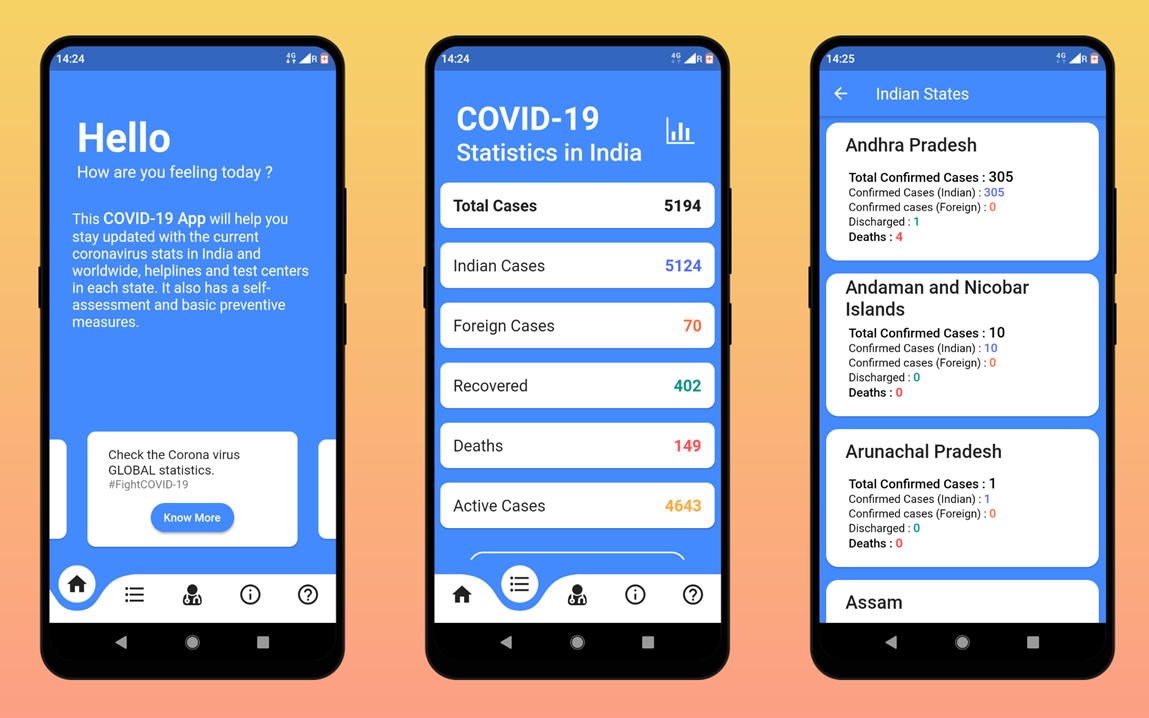 14:24
4G R
Hello
How are you feeling today ?
This COVID-19 App will help you
stay updated with the current
coronavirus stats in India and
worldwide, helplines and test centers
in each state. It also has a self-
assessment and basic preventive
measures.
Check the Corona virus
GLOBAL statistics.
#FightCOVID-19
Know More
14:24
4G R
COVID-19
Statistics in India
Total Cases 5194
Indian Cases 5124
Foreign Cases 70
Recovered 402
Deaths 149
Active Cases 4643
14:25
4G R
Indian States
Andhra Pradesh
Total Confirmed Cases : 305
Confirmed Cases (Indian) : 305
Confirmed cases (Foreign) : 0
Discharged : 1
Deaths : 4
Andaman and Nicobar
Islands
Total Confirmed Cases : 10
Confirmed Cases (Indian) : 10
Confirmed cases (Foreign) : 0
Discharged : 0
Deaths : 0
Arunachal Pradesh
Total Confirmed Cases : 1
Confirmed Cases (Indian) : 1
Confirmed cases (Foreign) : 0
Discharged : 0
Deaths : 0
Assam